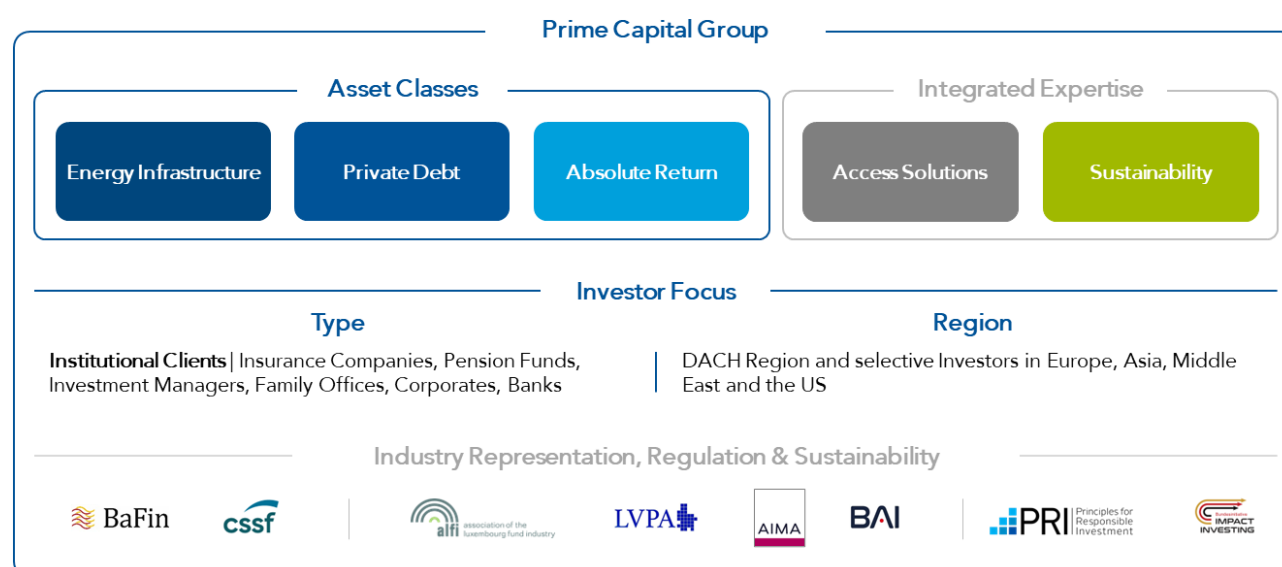 Prime Capital Group
Asset Classes
Integrated Expertise
Energy Infrastructure
Private Debt
Absolute Return
Access Solutions
Sustainability
Investor Focus
Type
Region
Institutional Clients | Insurance Companies, Pension Funds,
Investment Managers, Family Offices, Corporates, Banks
DACH Region and selective Investors in Europe, Asia, Middle
East and the US
Industry Representation, Regulation & Sustainability
BaFin
cssf
alfi
association of the
luxembourg fund industry
LVPA
AIMA
BAI
PRI
Principles for
Responsible
Investment
Bundesinitiative
IMPACT
INVESTING